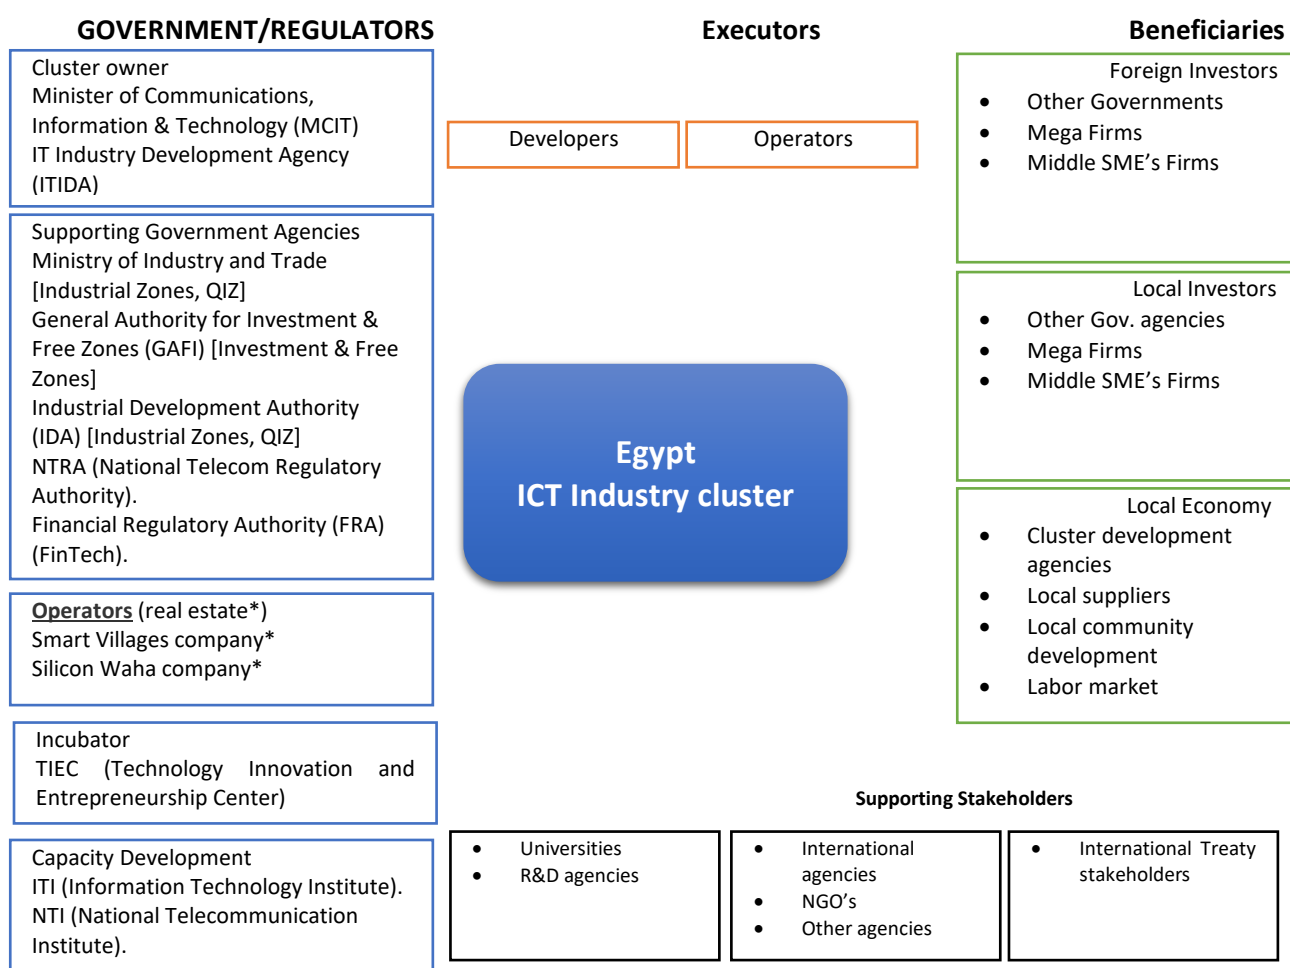 GOVERNMENT/REGULATORS
Cluster owner
Minister of Communications,
Information & Technology (MCIT)
IT Industry Development Agency
(ITIDA)
Supporting Government Agencies
Ministry of Industry and Trade
[Industrial Zones, QIZ]
General Authority for Investment &
Free Zones (GAFI) [Investment & Free
Zones]
Industrial Development Authority
(IDA) [Industrial Zones, QIZ]
NTRA (National Telecom Regulatory
Authority).
Financial Regulatory Authority (FRA)
(FinTech).
Operators (real estate*)
Smart Villages company*
Silicon Waha company*
Incubator
TIEC (Technology Innovation and
Entrepreneurship Center)
Capacity Development
ITI (Information Technology Institute).
NTI (National Telecommunication
Institute).
Executors
Developers
Operators
Egypt
ICT Industry cluster
Beneficiaries
Foreign Investors
• Other Governments
• Mega Firms
• Middle SME’s Firms
Local Investors
• Other Gov. agencies
• Mega Firms
• Middle SME’s Firms
Local Economy
• Cluster development
agencies
• Local suppliers
• Local community
development
• Labor market
Supporting Stakeholders
• Universities
• R&D agencies
• International
agencies
• NGO’s
• Other agencies
• International Treaty
stakeholders